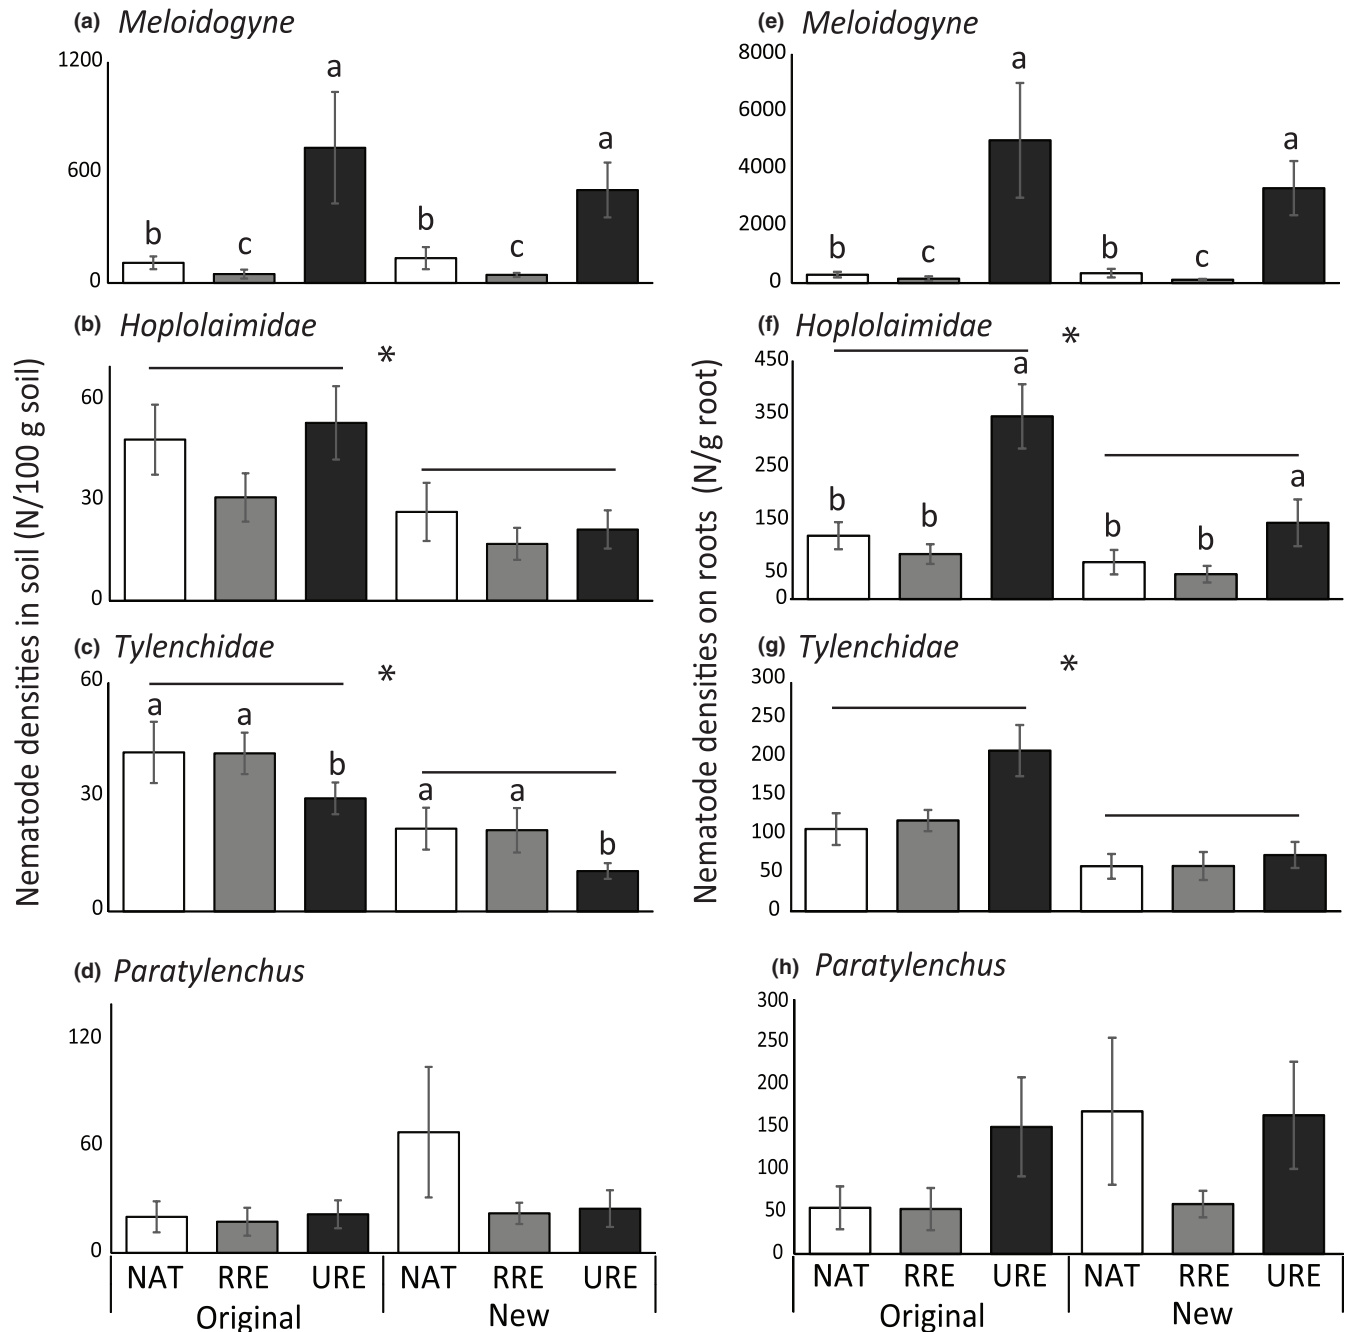 Nematode densities in soil (N/100 g soil)
(a) Meloidogyne
1200
600
0
b
c
a
b
c
a
(b) Hoplolaimidae
*
60
30
0
(c) Tylenchidae
*
60
30
0
a
a
b
a
a
b
(d) Paratylenchus
120
60
0
NAT RRE URE NAT RRE URE
Original New
Nematode densities on roots (N/g root)
(e) Meloidogyne
8000
6000
4000
2000
0
b
c
a
b
c
a
(f) Hoplolaimidae
*
450
350
250
150
50
0
b
b
a
b
b
a
(g) Tylenchidae
*
300
250
200
150
100
50
0
(h) Paratylenchus
300
250
200
150
100
50
0
NAT RRE URE NAT RRE URE
Original New